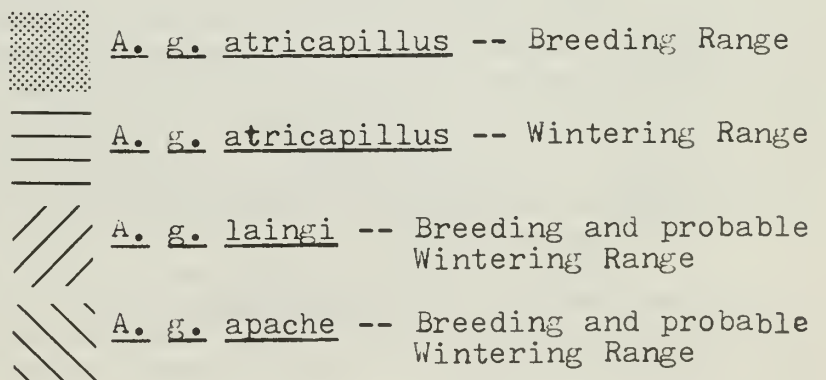 A. g. atricapillus -- Breeding Range
A. g. atricapillus -- Wintering Range
A. g. laingi -- Breeding and probable
Wintering Range
A. g. apache -- Breeding and probable
Wintering Range